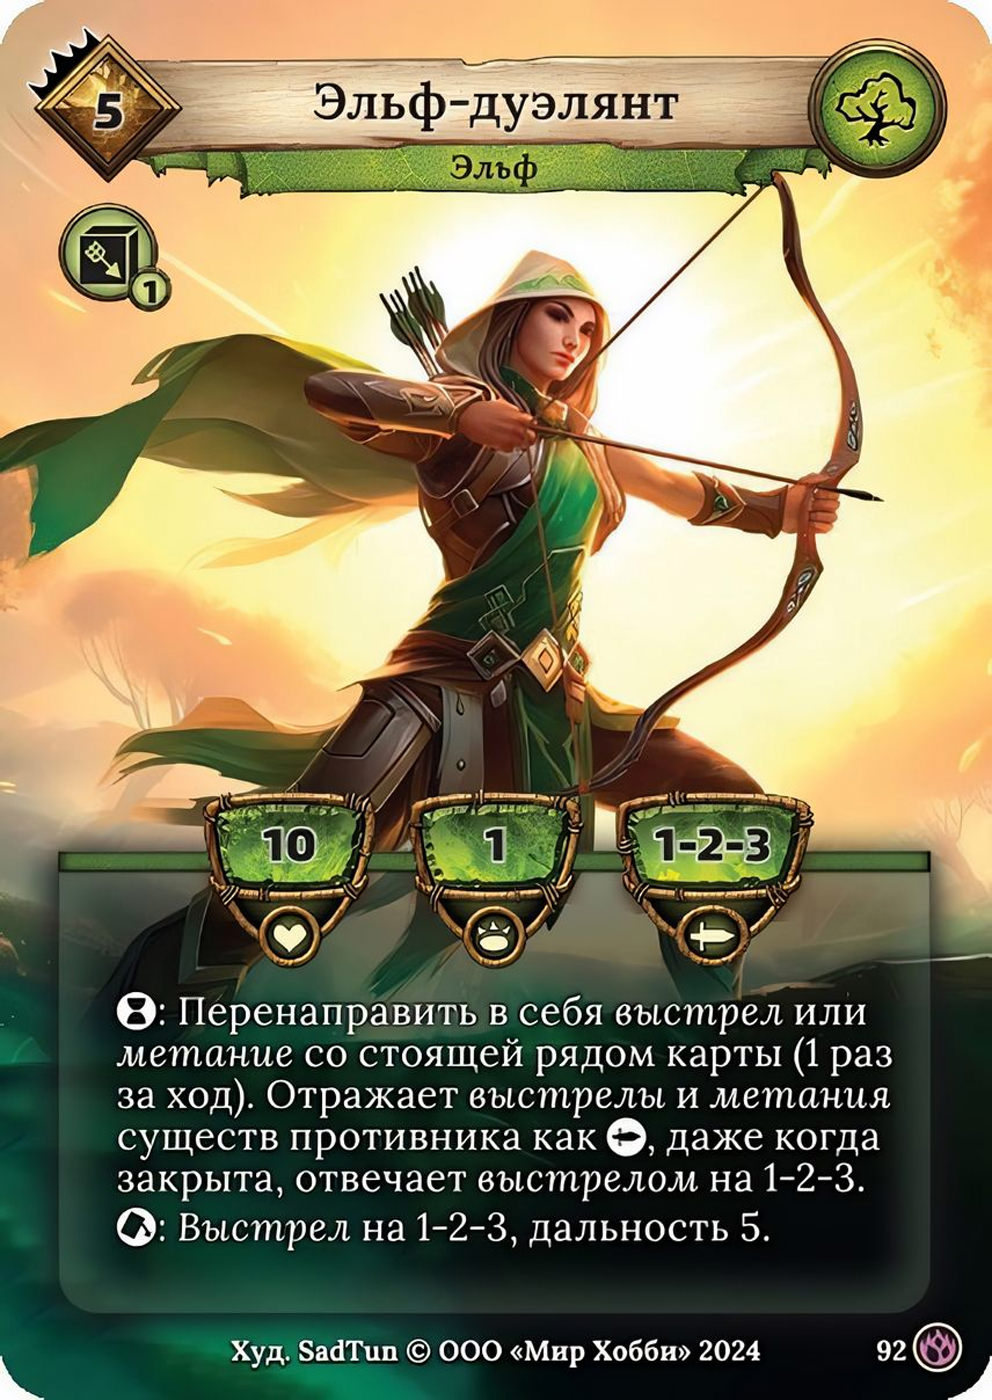 5
Эльф-дуэлянт
Эльф
1
10
1
1-2-3
: Перенаправить в себя выстрел или
метание со стоящей рядом карты (1 раз
за ход). Отражает выстрелы и метания
существ противника как , даже когда
закрыта, отвечает выстрелом на 1-2-3.
: Выстрел на 1-2-3, дальность 5.
Худ. SadTun © ООО «Мир Хобби» 2024
92